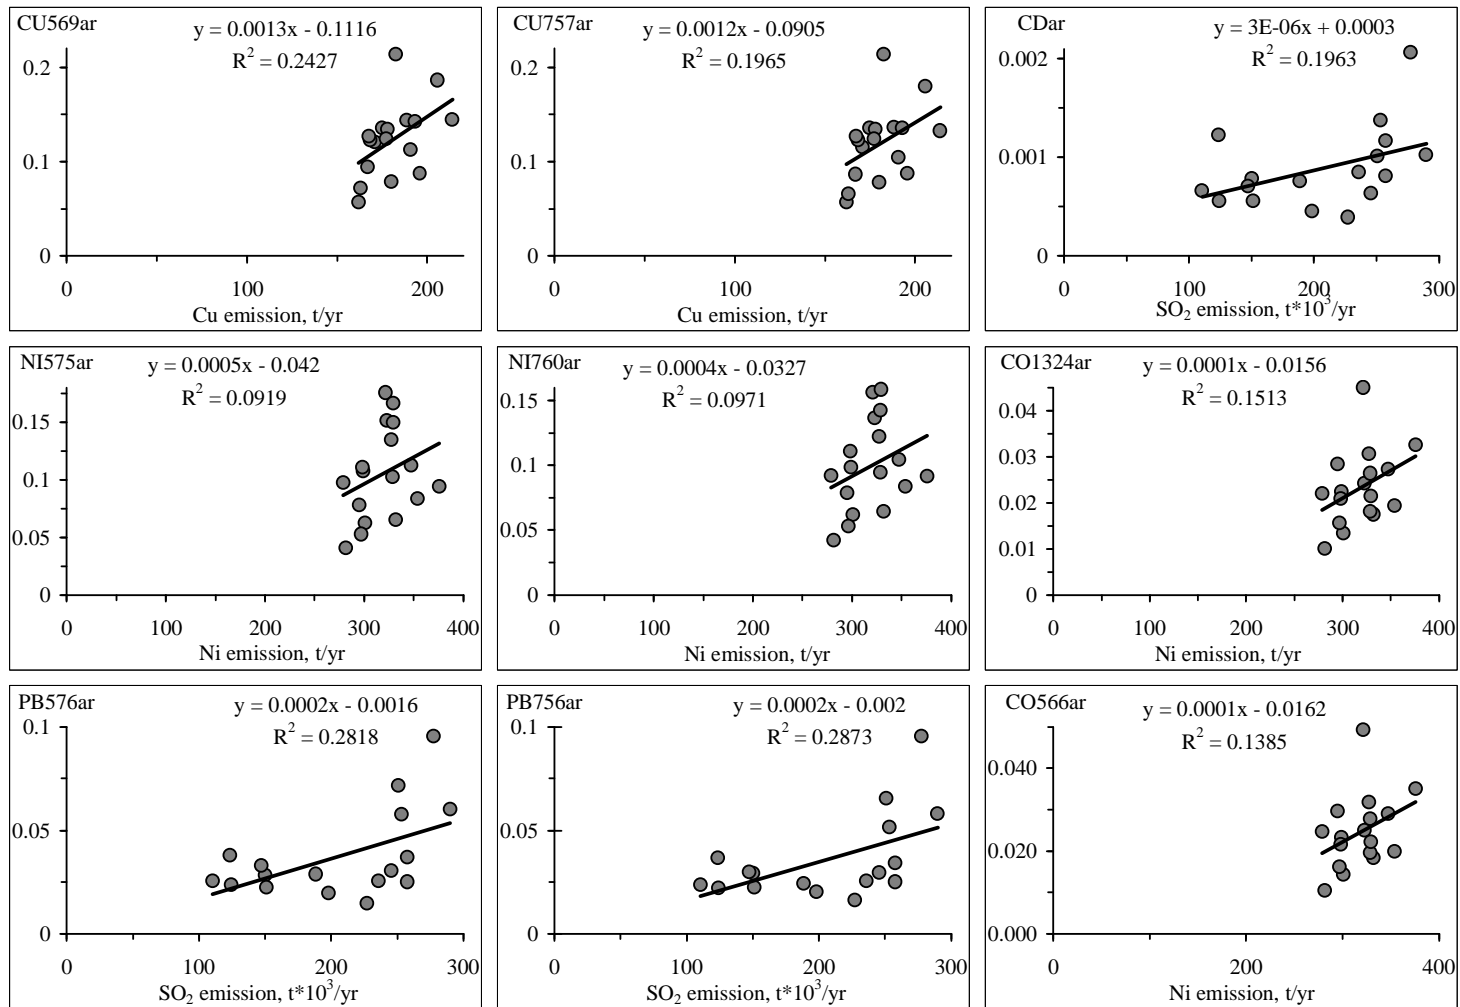 CU569ar
y = 0.0013x - 0.1116
R² = 0.2427
0.2
0.1
0
0 100 200
Cu emission, t/yr
CU757ar
y = 0.0012x - 0.0905
R² = 0.1965
0.2
0.1
0
0 100 200
Cu emission, t/yr
CDar
y = 3E-06x + 0.0003
R² = 0.1963
0.002
0.001
0
0 100 200 300
SO₂ emission, t*10³/yr
NI575ar
y = 0.0005x - 0.042
R² = 0.0919
0.15
0.1
0.05
0
0 100 200 300 400
Ni emission, t/yr
NI760ar
y = 0.0004x - 0.0327
R² = 0.0971
0.15
0.1
0.05
0
0 100 200 300 400
Ni emission, t/yr
CO1324ar
y = 0.0001x - 0.0156
R² = 0.1513
0.04
0.03
0.02
0.01
0
0 100 200 300 400
Ni emission, t/yr
PB576ar
y = 0.0002x - 0.0016
R² = 0.2818
0.1
0.05
0
0 100 200 300
SO₂ emission, t*10³/yr
PB756ar
y = 0.0002x - 0.002
R² = 0.2873
0.1
0.05
0
0 100 200 300
SO₂ emission, t*10³/yr
CO566ar
y = 0.0001x - 0.0162
R² = 0.1385
0.040
0.020
0.000
0 200 400
Ni emission, t/yr